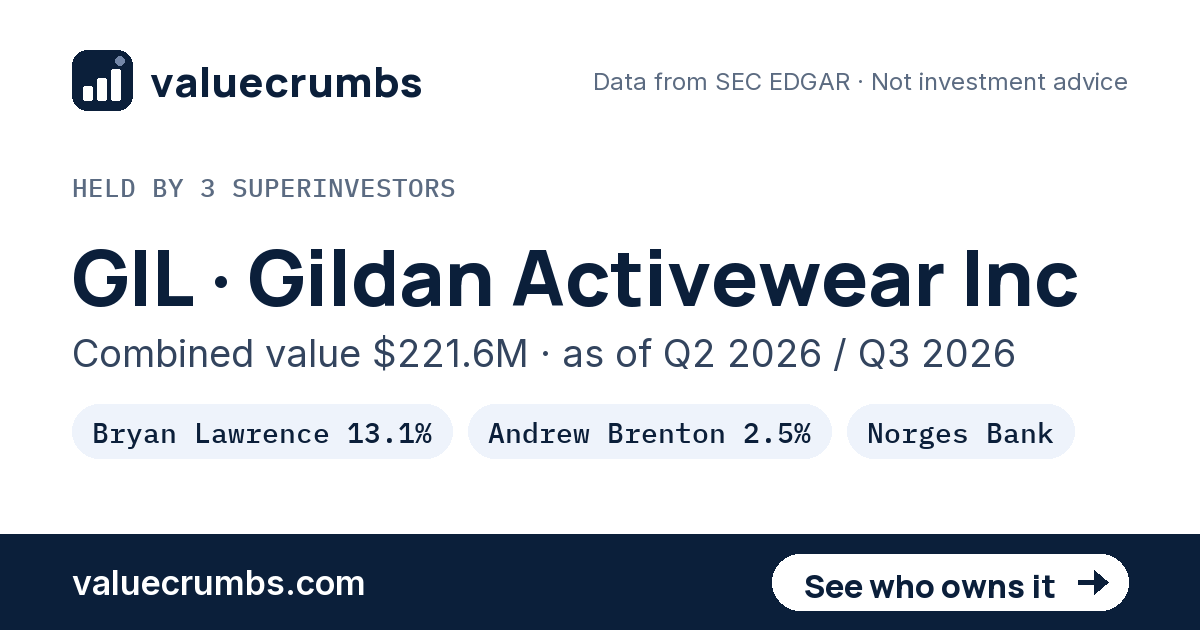 valuecrumbs
Data from SEC EDGAR · Not investment advice
HELD BY 3 SUPERINVESTORS
GIL · Gildan Activewear Inc
Combined value $221.6M · as of Q2 2026 / Q3 2026
Bryan Lawrence 13.1%
Andrew Brenton 2.5%
Norges Bank
valuecrumbs.com
See who owns it →